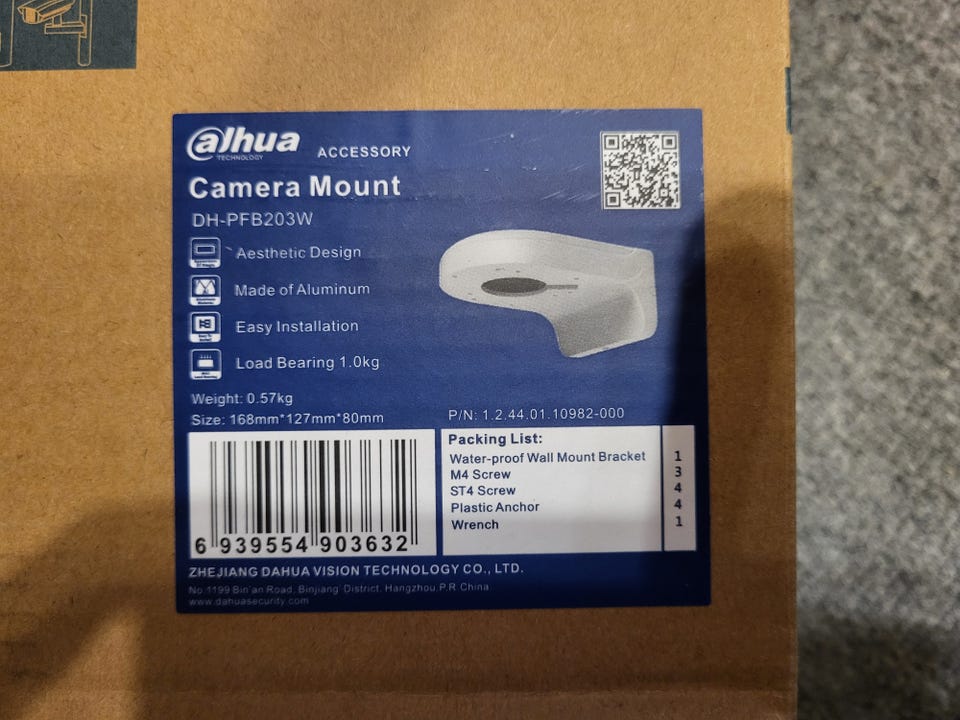 alhua
TECHNOLOGY
ACCESSORY
Camera Mount
DH-PFB203W
Aesthetic Design
Made of Aluminum
Easy Installation
Load Bearing 1.0kg
Weight: 0.57kg
Size: 168mm*127mm*80mm
P/N: 1.2.44.01.10982-000
Packing List:
Water-proof Wall Mount Bracket 1
M4 Screw 3
ST4 Screw 4
Plastic Anchor 4
Wrench 1
6 939554 903632
ZHEJIANG DAHUA VISION TECHNOLOGY CO., LTD.
No.1199 Bin'an Road, Binjiang District, Hangzhou,P.R.China
www.dahuasecurity.com